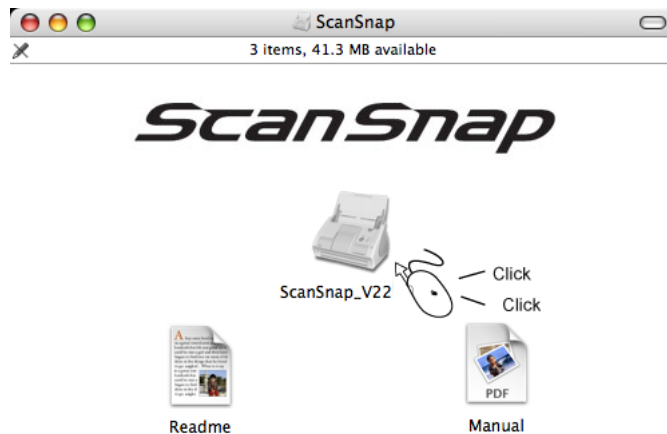 ScanSnap
3 items, 41.3 MB available
ScanSnap
Click
ScanSnap_V22
Click
PDF
Readme
Manual